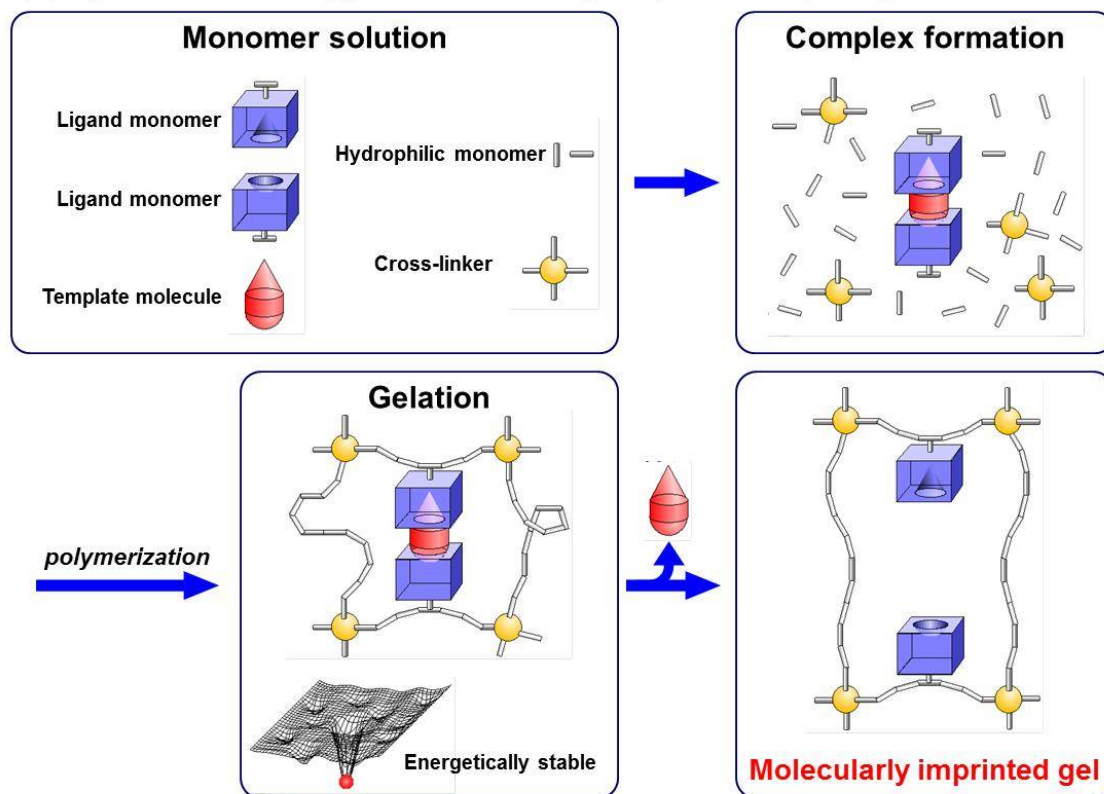 Monomer solution
Ligand monomer
Ligand monomer
Template molecule
Hydrophilic monomer
Cross-linker
Complex formation
polymerization
Gelation
Energetically stable
Molecularly imprinted gel